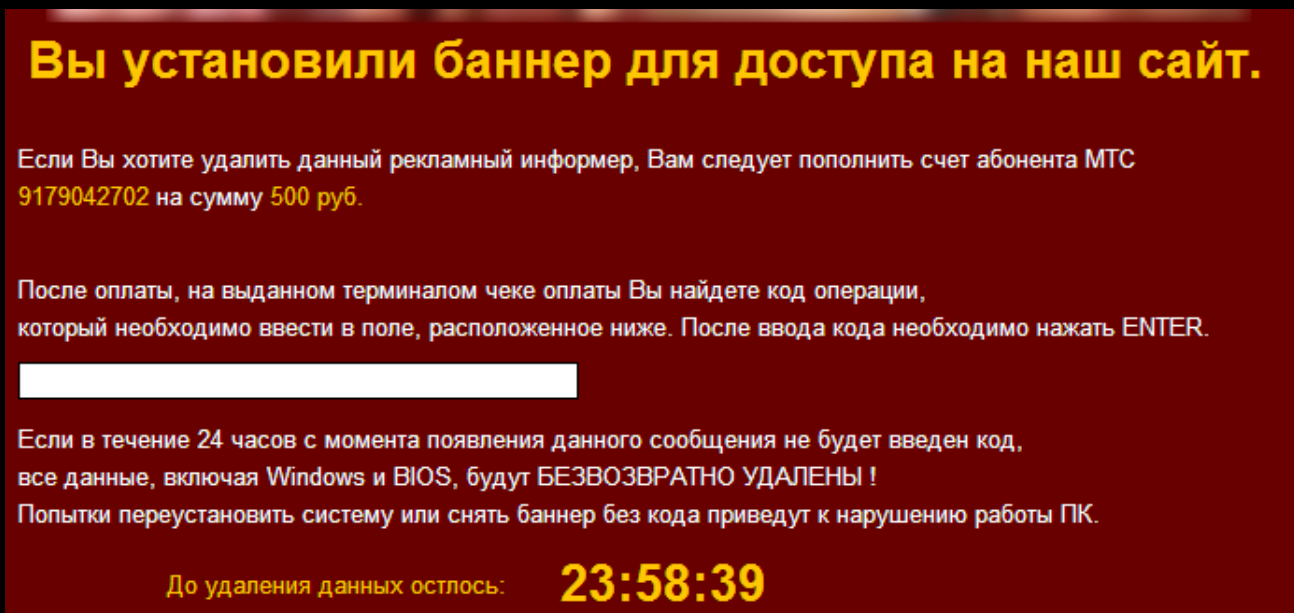 Вы установили баннер для доступа на наш сайт.
Если Вы хотите удалить данный рекламный информер, Вам следует пополнить счет абонента МТС
9179042702 на сумму 500 руб.
После оплаты, на выданном терминалом чеке оплаты Вы найдете код операции,
который необходимо ввести в поле, расположенное ниже. После ввода кода необходимо нажать ENTER.
Если в течение 24 часов с момента появления данного сообщения не будет введен код,
все данные, включая Windows и BIOS, будут БЕЗВОЗВРАТНО УДАЛЕНЫ !
Попытки переустановить систему или снять баннер без кода приведут к нарушению работы ПК.
До удаления данных остлось: 23:58:39